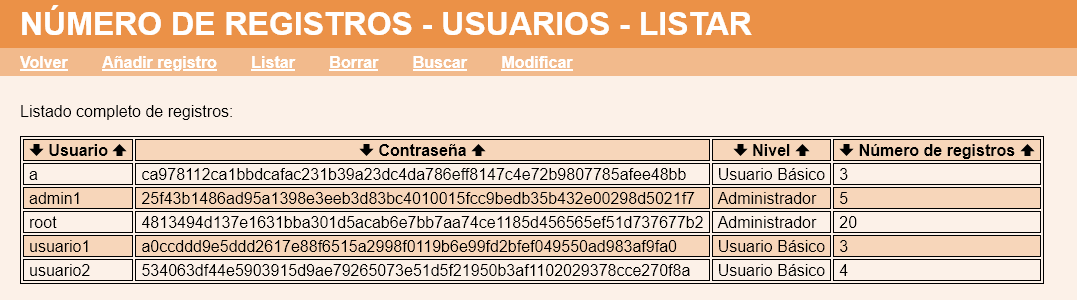 NÚMERO DE REGISTROS - USUARIOS - LISTAR
Volver Añadir registro Listar Borrar Buscar Modificar
Listado completo de registros:
Usuario Contraseña Nivel Número de registros
a ca978112ca1bbdcafac231b39a23dc4da786eff8147c4e72b9807785afee48bb Usuario Básico 3
admin1 25f43b1486ad95a1398e3eeb3d83bc4010015fcc9bedb35b432e00298d5021f7 Administrador 5
root 4813494d137e1631bba301d5acab6e7bb7aa74ce1185d456565ef51d737677b2 Administrador 20
usuario1 a0ccddd9e5ddd2617e88f6515a2998f0119b6e99fd2bfef049550ad983af9fa0 Usuario Básico 3
usuario2 534063df44e5903915d9ae79265073e51d5f21950b3af1102029378cce270f8a Usuario Básico 4